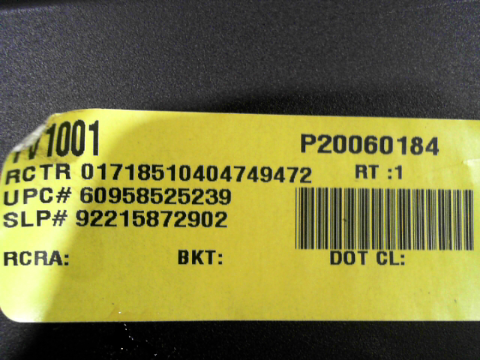 1001 P20060184
RCTR 01718510404749472 RT :1
UPC# 60958525239
SLP# 92215872902
RCRA: BKT: DOT CL: